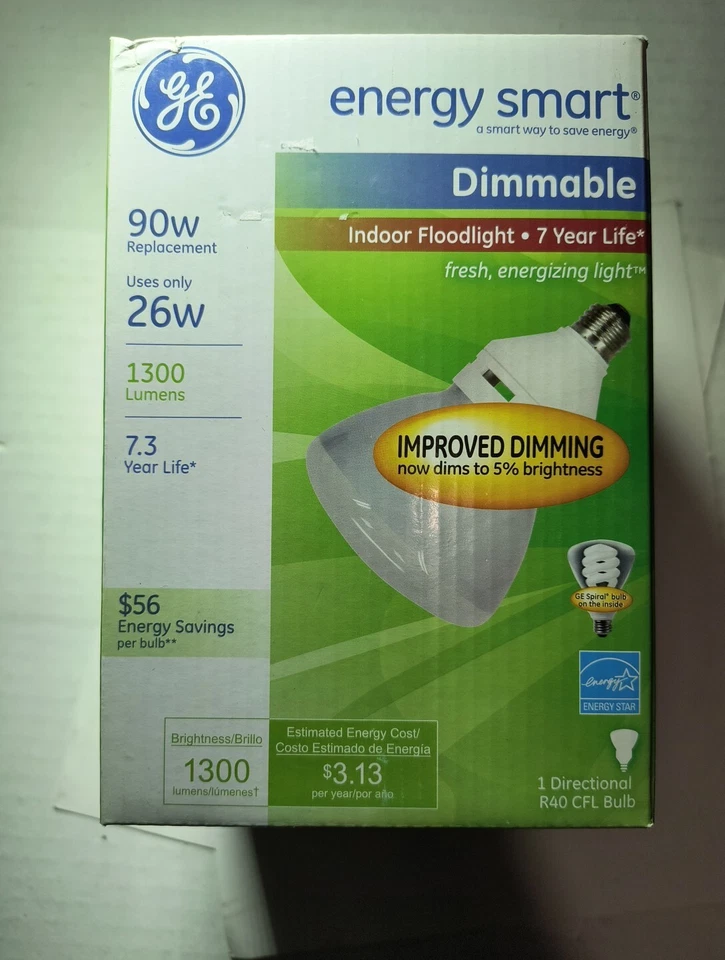 GE
energy smart®
a smart way to save energy®
Dimmable
Indoor Floodlight • 7 Year Life*
fresh, energizing light™
90w
Replacement
Uses only
26w
1300
Lumens
7.3
Year Life*
IMPROVED DIMMING
now dims to 5% brightness
GE Spiral® bulb
on the inside
$56
Energy Savings
per bulb**
energy
ENERGY STAR
Brightness/Brillo
1300
lumens/lúmenes†
Estimated Energy Cost/
Costo Estimado de Energía
$3.13
per year/por año
1 Directional
R40 CFL Bulb